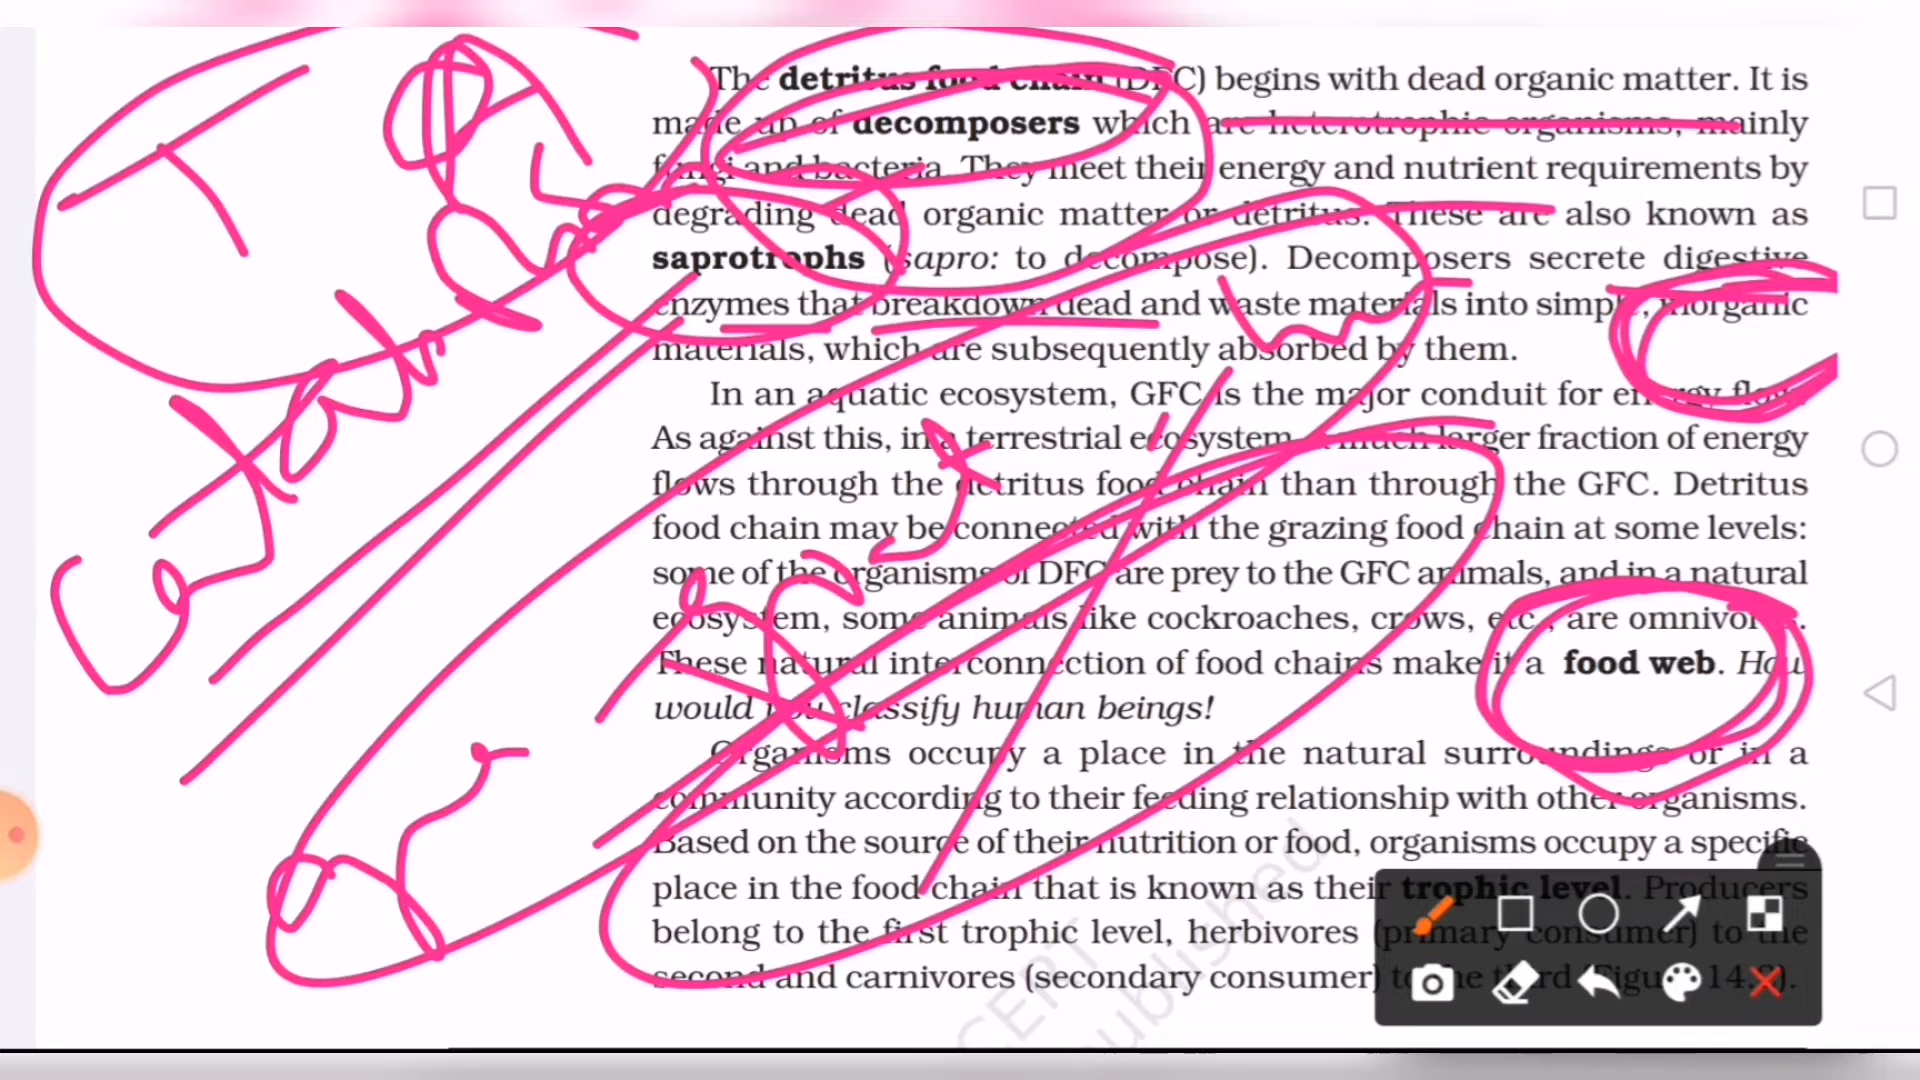 The detritus food chain (DFC) begins with dead organic matter. It is
made up of decomposers which are heterotrophic organisms, mainly
fungi and bacteria. They meet their energy and nutrient requirements by
degrading dead organic matter or detritus. These are also known as
saprotrophs (sapro: to decompose). Decomposers secrete digestive
enzymes that breakdown dead and waste materials into simple, inorganic
materials, which are subsequently absorbed by them.
In an aquatic ecosystem, GFC is the major conduit for energy flow.
As against this, in a terrestrial ecosystem, a much larger fraction of energy
flows through the detritus food chain than through the GFC. Detritus
food chain may be connected with the grazing food chain at some levels:
some of the organisms of DFC are prey to the GFC animals, and in a natural
ecosystem, some animals like cockroaches, crows, etc., are omnivores.
These natural interconnection of food chains make it a food web. How
would you classify human beings!
Organisms occupy a place in the natural surroundings or in a
community according to their feeding relationship with other organisms.
Based on the source of their nutrition or food, organisms occupy a specific
place in the food chain that is known as their trophic level. Producers
belong to the first trophic level, herbivores (primary consumer) to the
second and carnivores (secondary consumer) to the third (Figure 14.2).